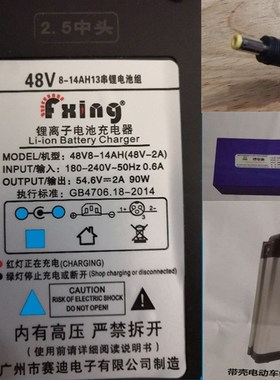 2.5中头
48V 8-14AH13串锂电池组
Fxing®
锂离子电池充电器
Li-ion Battery Charger
MODEL/机型: 48V8-14AH(48V-2A)
INPUT/输入: 180-240V~50Hz 0.6A
OUTPUT/输出: 54.6V=2A 90W
执行标准: GB4706.18-2014
红灯正在充电(CHARGING)
绿灯停止充电或断开(Shop charging or disconnected)
CAUTION
RISK OF ELECTRIC SHOCK
DO NOT OPEN!
使用前请详细阅读说明书
内有高压 严禁拆开
广州市赛迪电子有限公司制造
带壳电动车